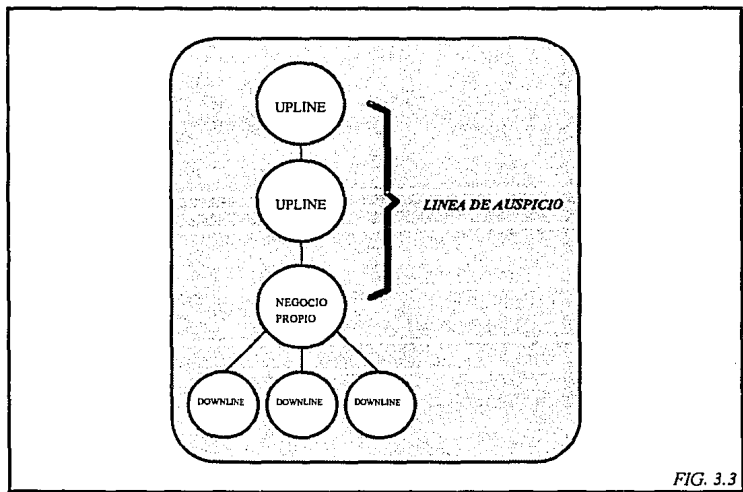 UPLINE
UPLINE
LINEA DE AUSPICIO
NEGOCIO
PROPIO
DOWNLINE
DOWNLINE
DOWNLINE
FIG. 3.3